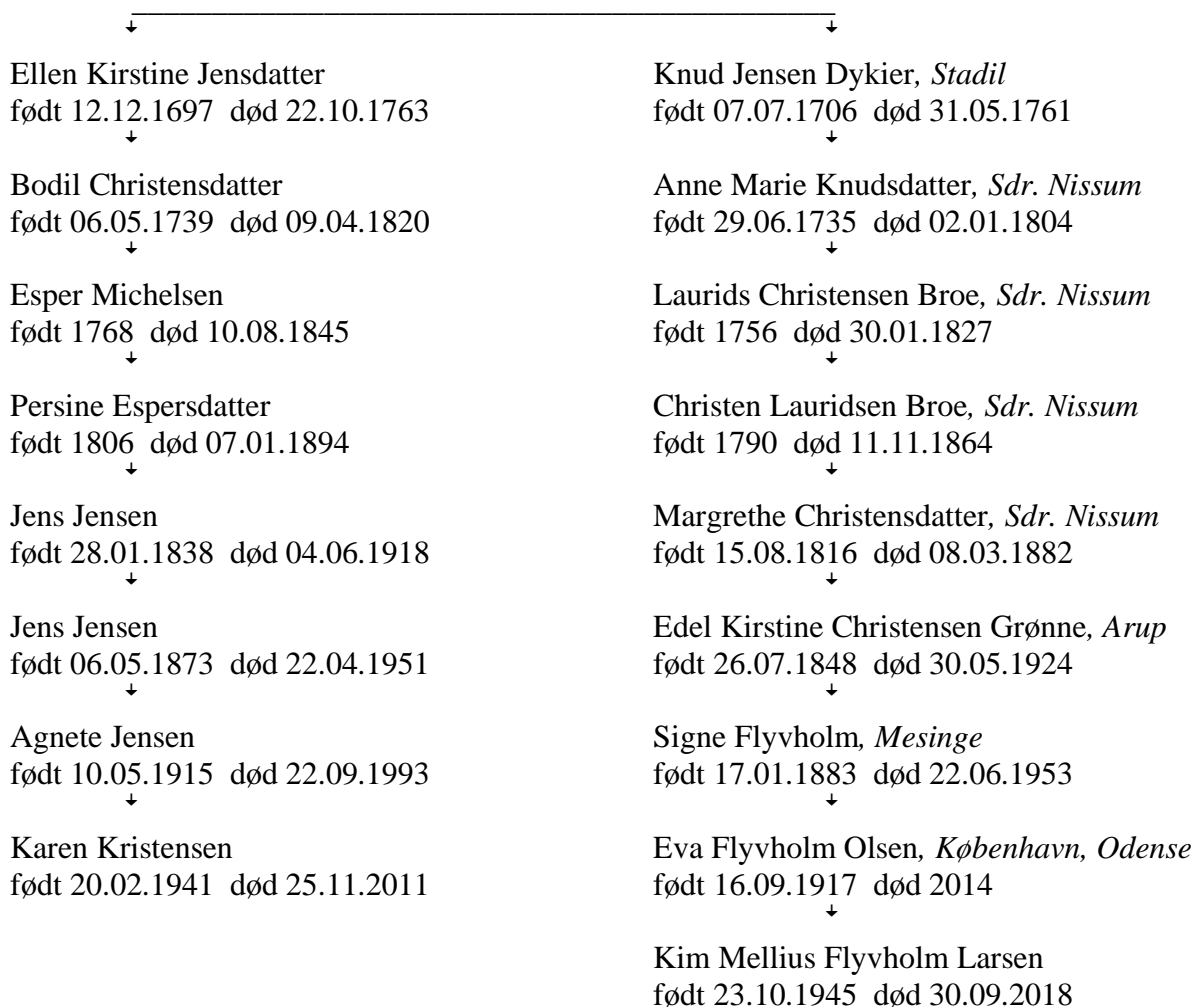 Ellen Kirstine Jensdatter
født 12.12.1697 død 22.10.1763
Bodil Christensdatter
født 06.05.1739 død 09.04.1820
Esper Michelsen
født 1768 død 10.08.1845
Persine Espersdatter
født 1806 død 07.01.1894
Jens Jensen
født 28.01.1838 død 04.06.1918
Jens Jensen
født 06.05.1873 død 22.04.1951
Agnete Jensen
født 10.05.1915 død 22.09.1993
Karen Kristensen
født 20.02.1941 død 25.11.2011
Knud Jensen Dykier, Stadil
født 07.07.1706 død 31.05.1761
Anne Marie Knudsdatter, Sdr. Nissum
født 29.06.1735 død 02.01.1804
Laurids Christensen Broe, Sdr. Nissum
født 1756 død 30.01.1827
Christen Lauridsen Broe, Sdr. Nissum
født 1790 død 11.11.1864
Margrethe Christensdatter, Sdr. Nissum
født 15.08.1816 død 08.03.1882
Edel Kirstine Christensen Grønne, Arup
født 26.07.1848 død 30.05.1924
Signe Flyvholm, Mesinge
født 17.01.1883 død 22.06.1953
Eva Flyvholm Olsen, København, Odense
født 16.09.1917 død 2014
Kim Mellius Flyvholm Larsen
født 23.10.1945 død 30.09.2018